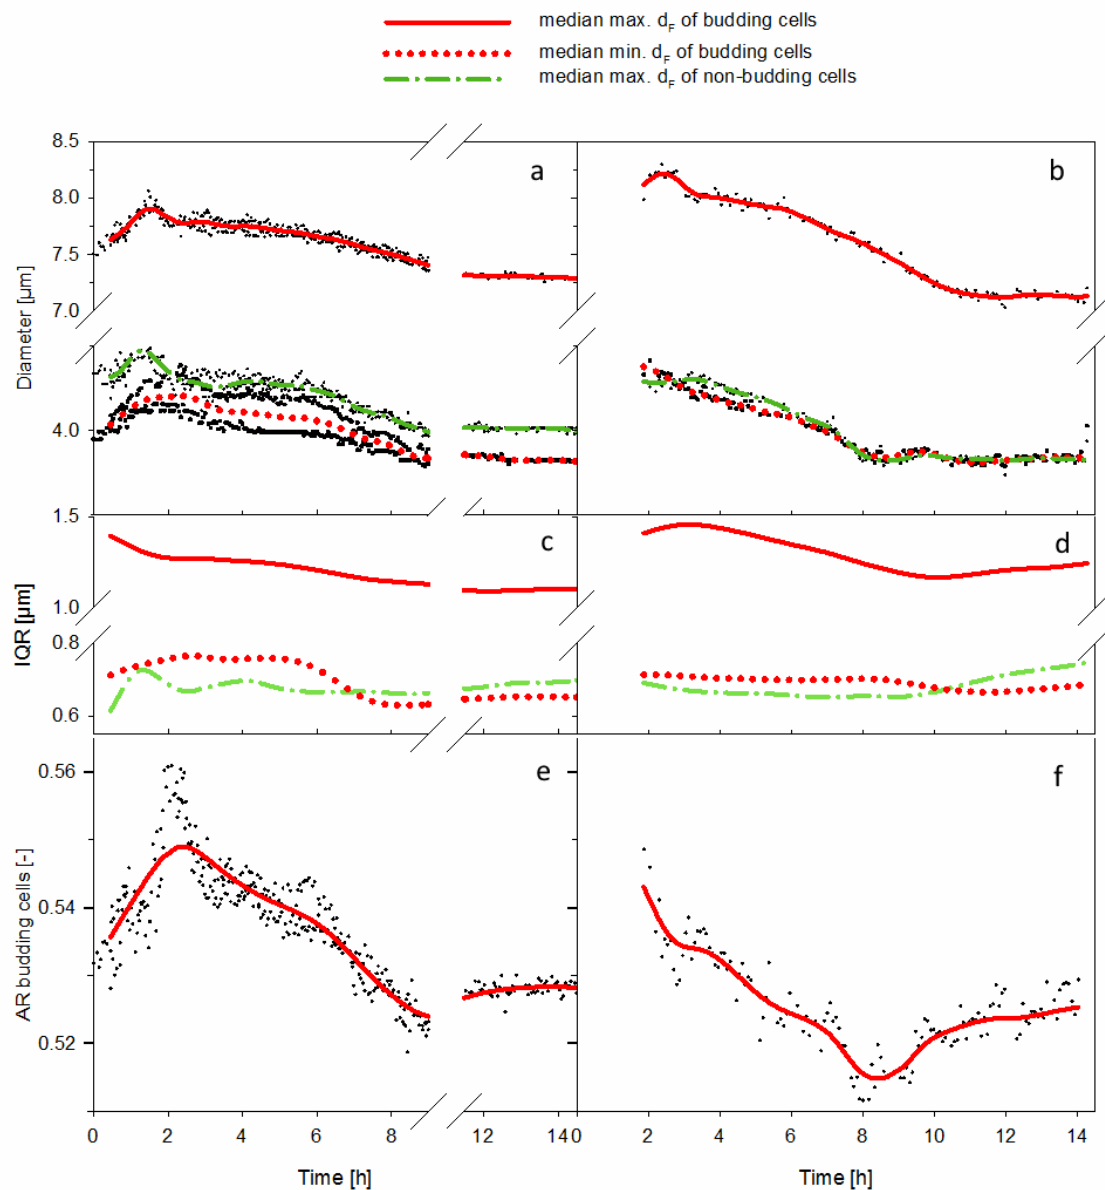 median max. dF of budding cells
median min. dF of budding cells
median max. dF of non-budding cells
8.5
8.0
7.5
7.0
4.0
Diameter [µm]
a
b
1.5
1.0
0.8
0.6
IQR [µm]
c
d
0.56
0.54
0.52
AR budding cells [-]
e
f
0 2 4 6 8 12 14 0 2 4 6 8 10 12 14
Time [h] Time [h]